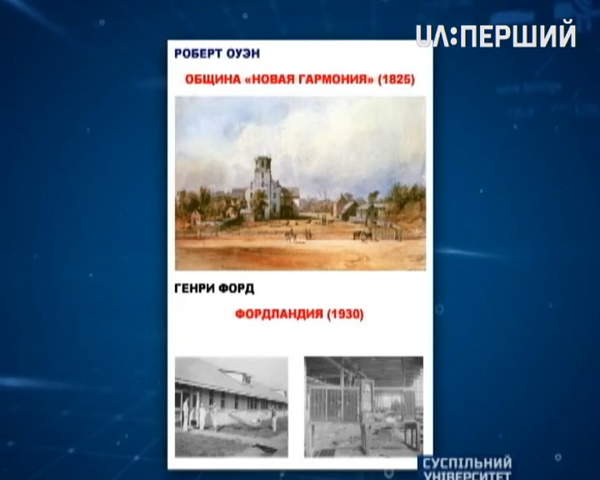 UA:ПЕРШИЙ
РОБЕРТ ОУЭН
ОБЩИНА «НОВАЯ ГАРМОНИЯ» (1825)
ГЕНРИ ФОРД
ФОРДЛАНДИЯ (1930)
СУСПІЛЬНИЙ
УНІВЕРСИТЕТ